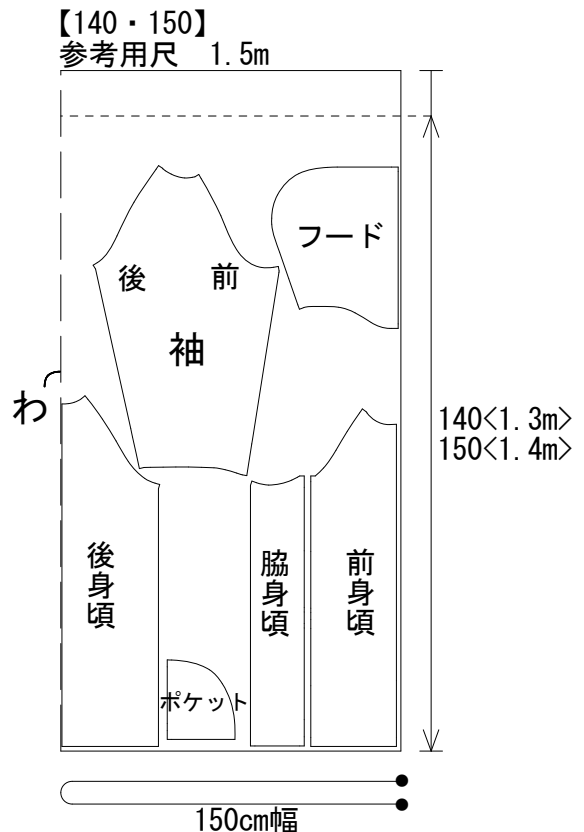 【140・150】
参考用尺　1.5m
フード
後　前
袖
わ
140<1.3m>
150<1.4m>
後身頃
脇身頃
前身頃
ポケット
150cm幅